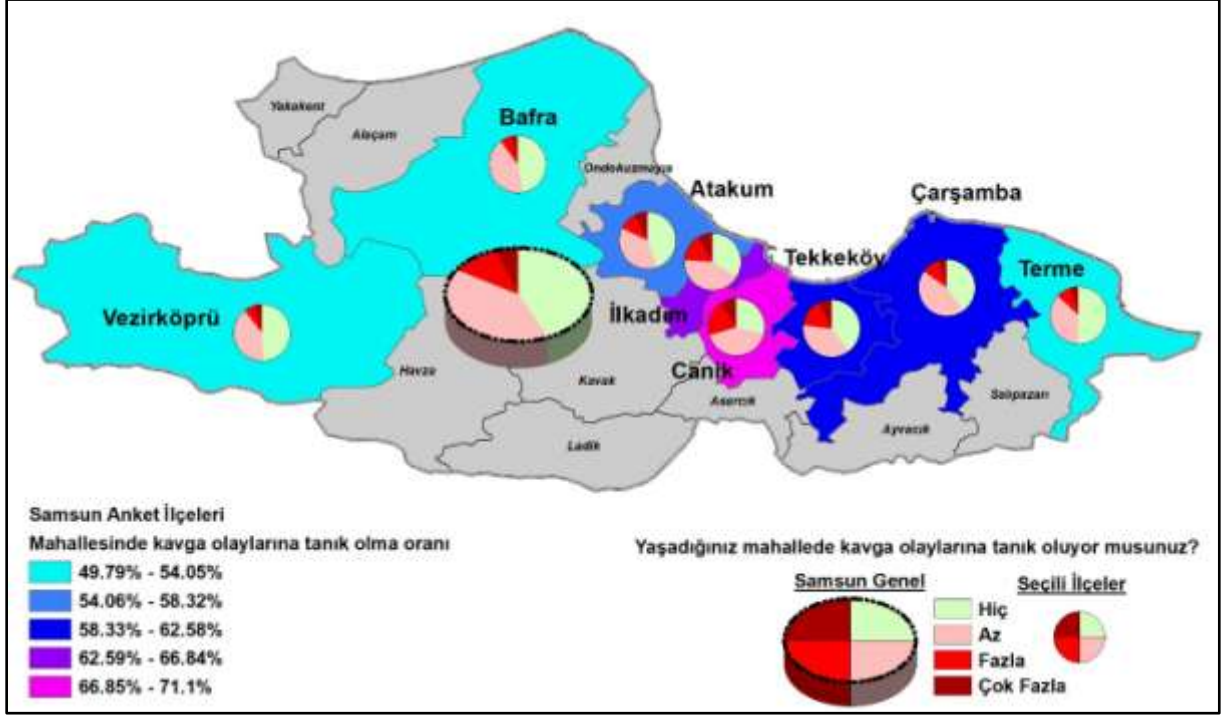 Yakakent
Alaçam
Bafra
Ondokuzmayıs
Atakum
Çarşamba
Tekkeköy
Terme
Vezirköprü
İlkadım
Havza
Kavak
Canik
Asarcık
Salıpazarı
Ayvacık
Ladik
Samsun Anket İlçeleri
Mahallesinde kavga olaylarına tanık olma oranı
49.79% - 54.05%
54.06% - 58.32%
58.33% - 62.58%
62.59% - 66.84%
66.85% - 71.1%
Yaşadığınız mahallede kavga olaylarına tanık oluyor musunuz?
Samsun Genel
Seçili İlçeler
Hiç
Az
Fazla
Çok Fazla